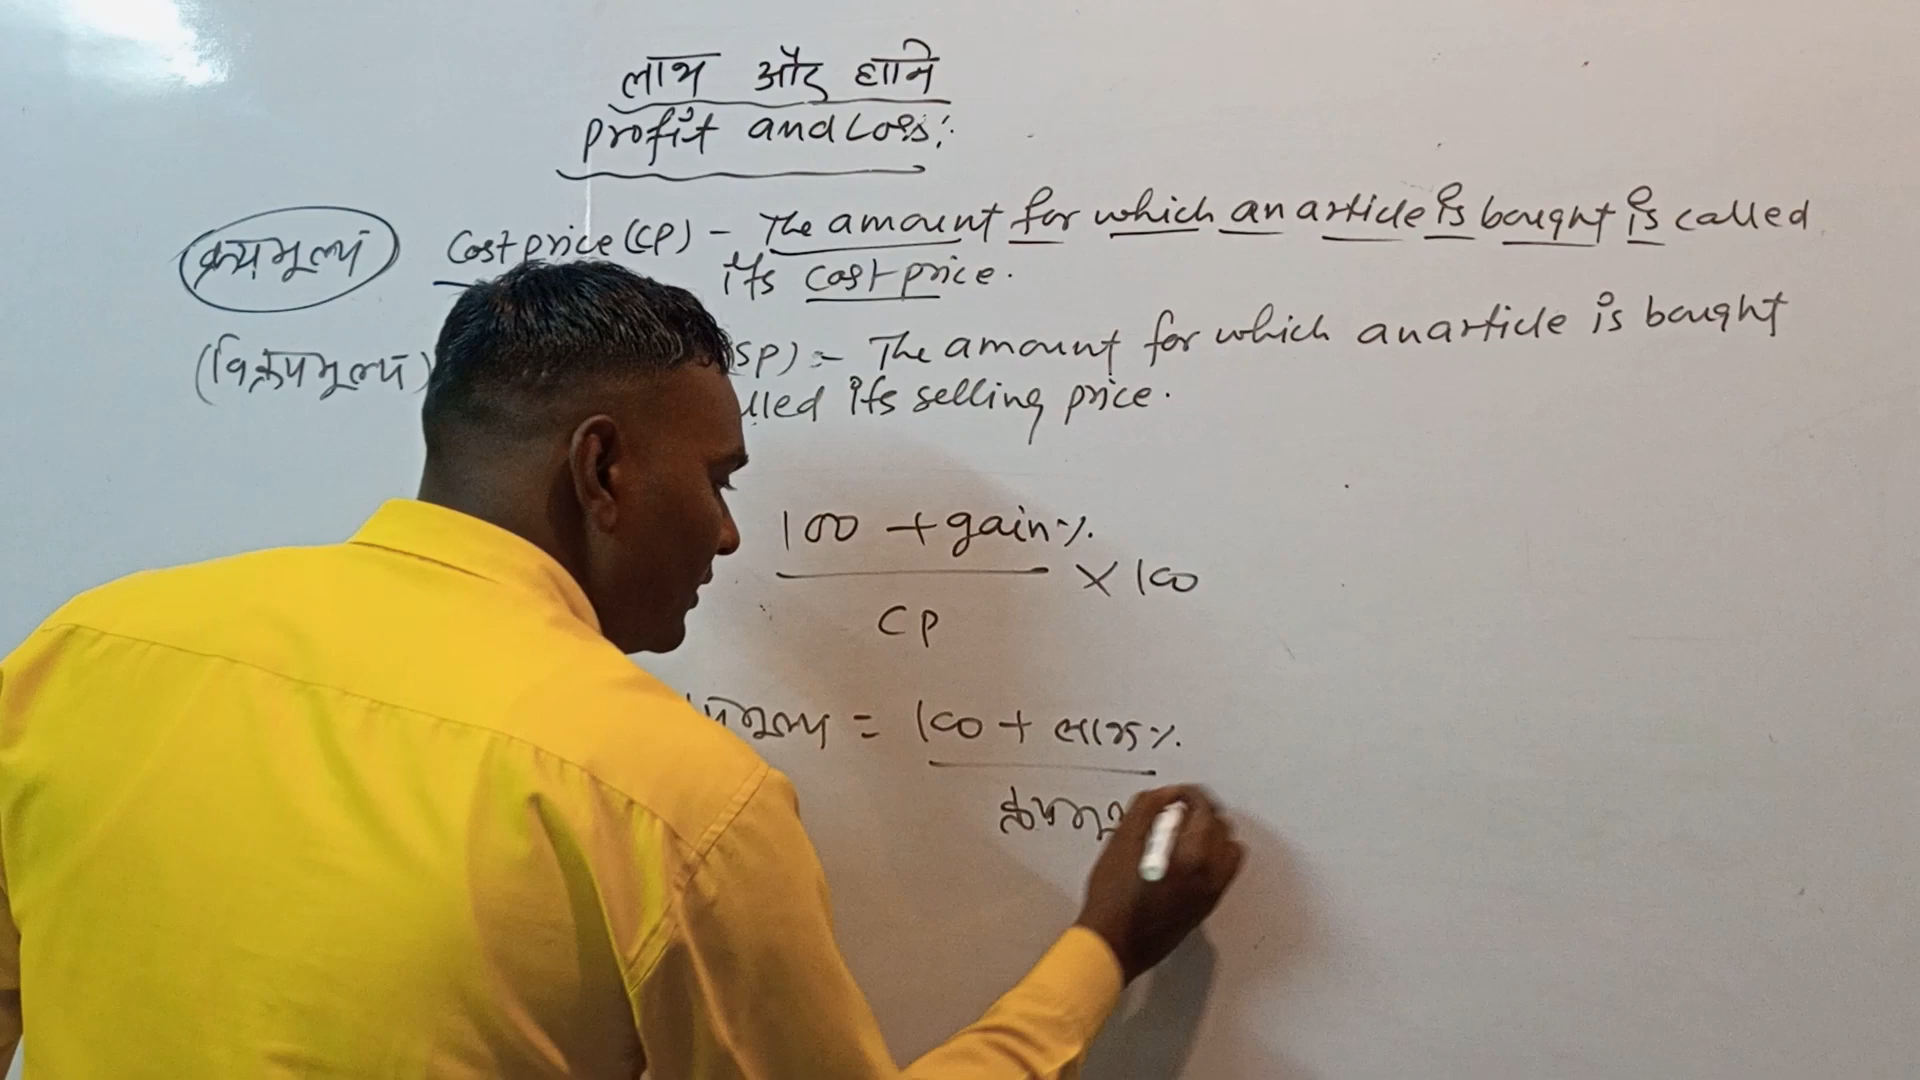 लाभ और हानि
Profit and Loss:
क्रयमूल्य Cost price (CP) - The amount for which an article is bought is called
its cost price.
(विक्रयमूल्य) SP) :- The amount for which an article is bought
lled its selling price.
100 + gain%
× 100
CP
= 100 + लाभ%